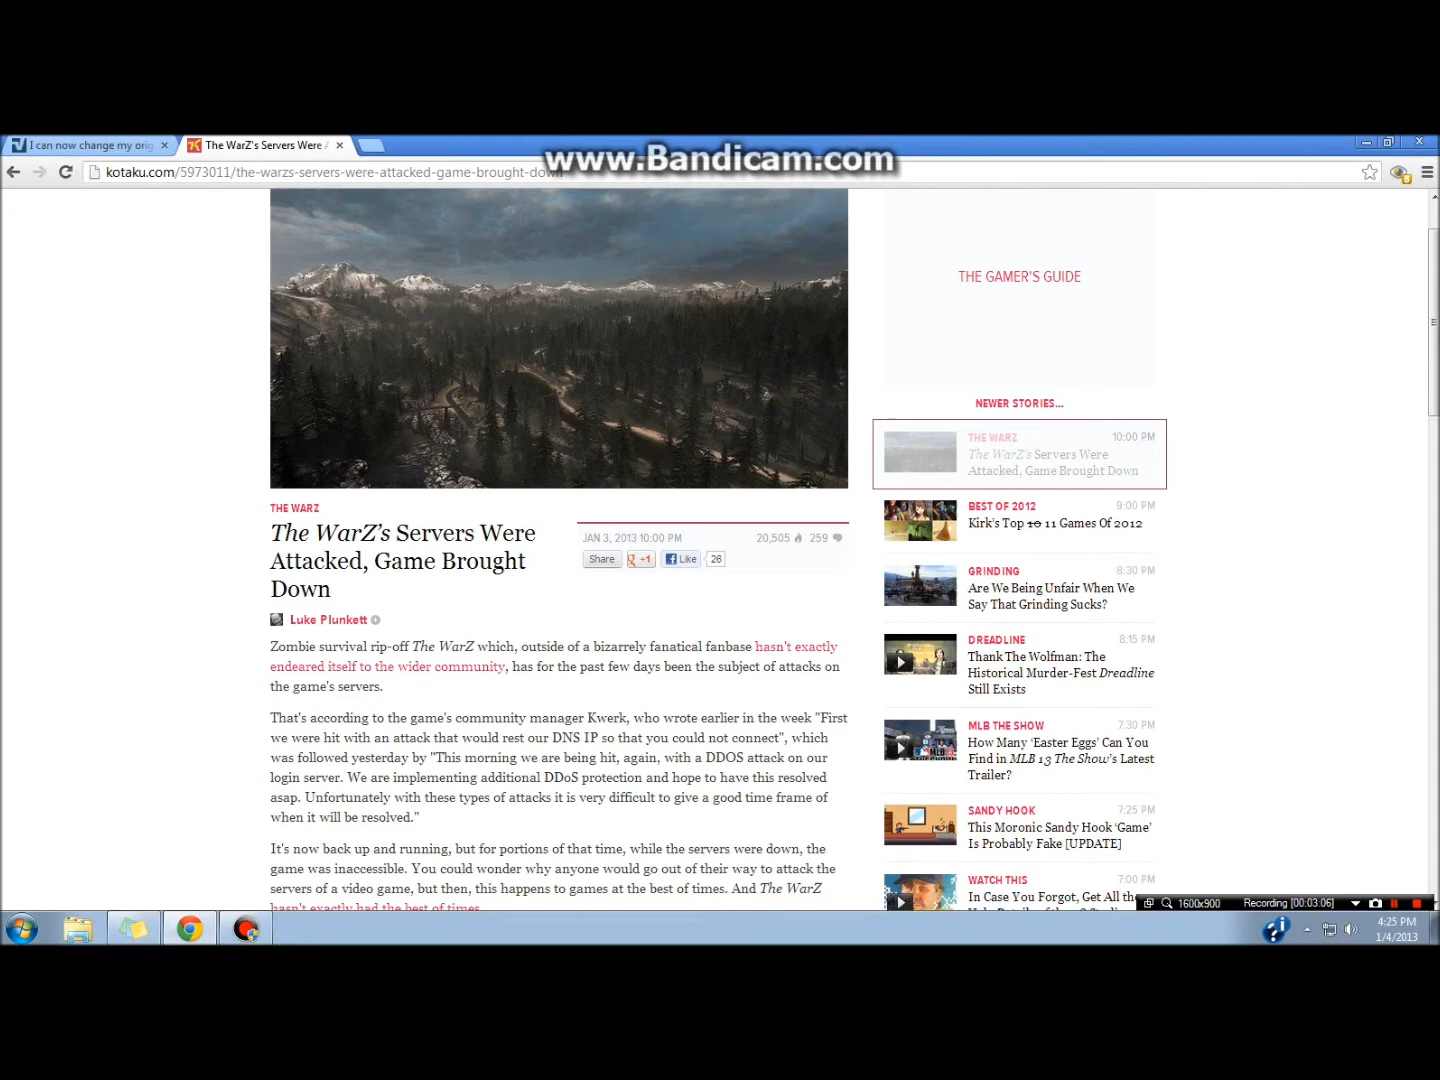 I can now change my orig
The WarZ's Servers Were A
www.Bandicam.com
kotaku.com/5973011/the-warzs-servers-were-attacked-game-brought-down
THE GAMER'S GUIDE
NEWER STORIES...
THE WARZ 10:00 PM
The WarZ's Servers Were
Attacked, Game Brought Down
BEST OF 2012 9:00 PM
Kirk's Top 10 11 Games Of 2012
GRINDING 8:30 PM
Are We Being Unfair When We
Say That Grinding Sucks?
DREADLINE 8:15 PM
Thank The Wolfman: The
Historical Murder-Fest Dreadline
Still Exists
MLB THE SHOW 7:30 PM
How Many 'Easter Eggs' Can You
Find in MLB 13 The Show's Latest
Trailer?
SANDY HOOK 7:25 PM
This Moronic Sandy Hook 'Game'
Is Probably Fake [UPDATE]
WATCH THIS 7:00 PM
In Case You Forgot, Get All the
THE WARZ
The WarZ's Servers Were
Attacked, Game Brought
Down
JAN 3, 2013 10:00 PM 20,505 259
Share +1 Like 26
Luke Plunkett
Zombie survival rip-off The WarZ which, outside of a bizarrely fanatical fanbase hasn't exactly
endeared itself to the wider community, has for the past few days been the subject of attacks on
the game's servers.
That's according to the game's community manager Kwerk, who wrote earlier in the week "First
we were hit with an attack that would rest our DNS IP so that you could not connect", which
was followed yesterday by "This morning we are being hit, again, with a DDOS attack on our
login server. We are implementing additional DDoS protection and hope to have this resolved
asap. Unfortunately with these types of attacks it is very difficult to give a good time frame of
when it will be resolved."
It's now back up and running, but for portions of that time, while the servers were down, the
game was inaccessible. You could wonder why anyone would go out of their way to attack the
servers of a video game, but then, this happens to games at the best of times. And The WarZ
hasn't exactly had the best of times.
1600x900 Recording [00:03:06]
4:25 PM
1/4/2013